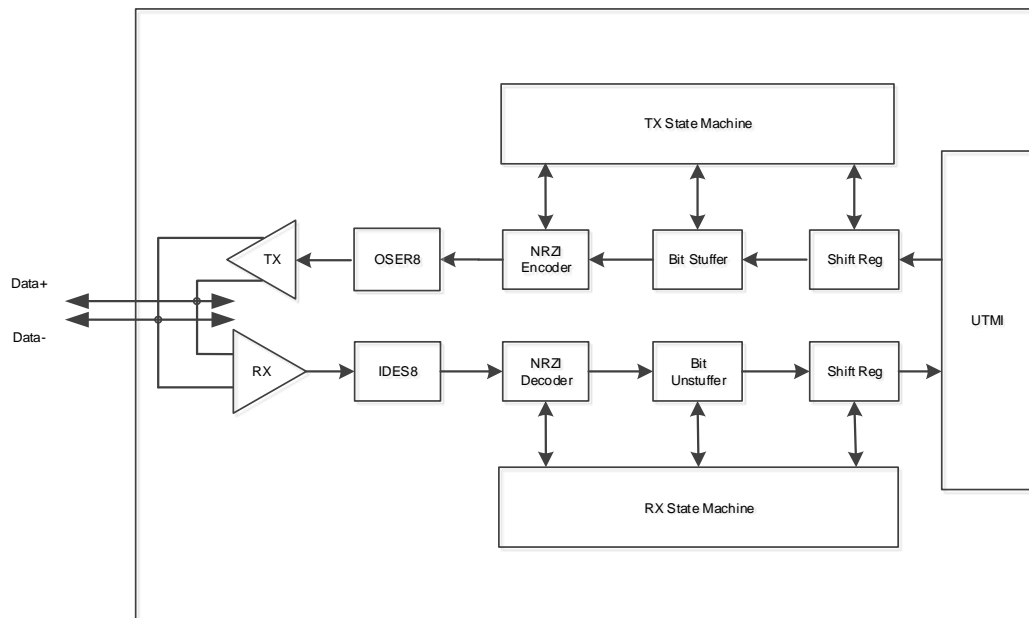 TX State Machine
TX
OSER8
NRZI
Encoder
Bit Stuffer
Shift Reg
Data+
Data-
UTMI
RX
IDES8
NRZI
Decoder
Bit
Unstuffer
Shift Reg
RX State Machine